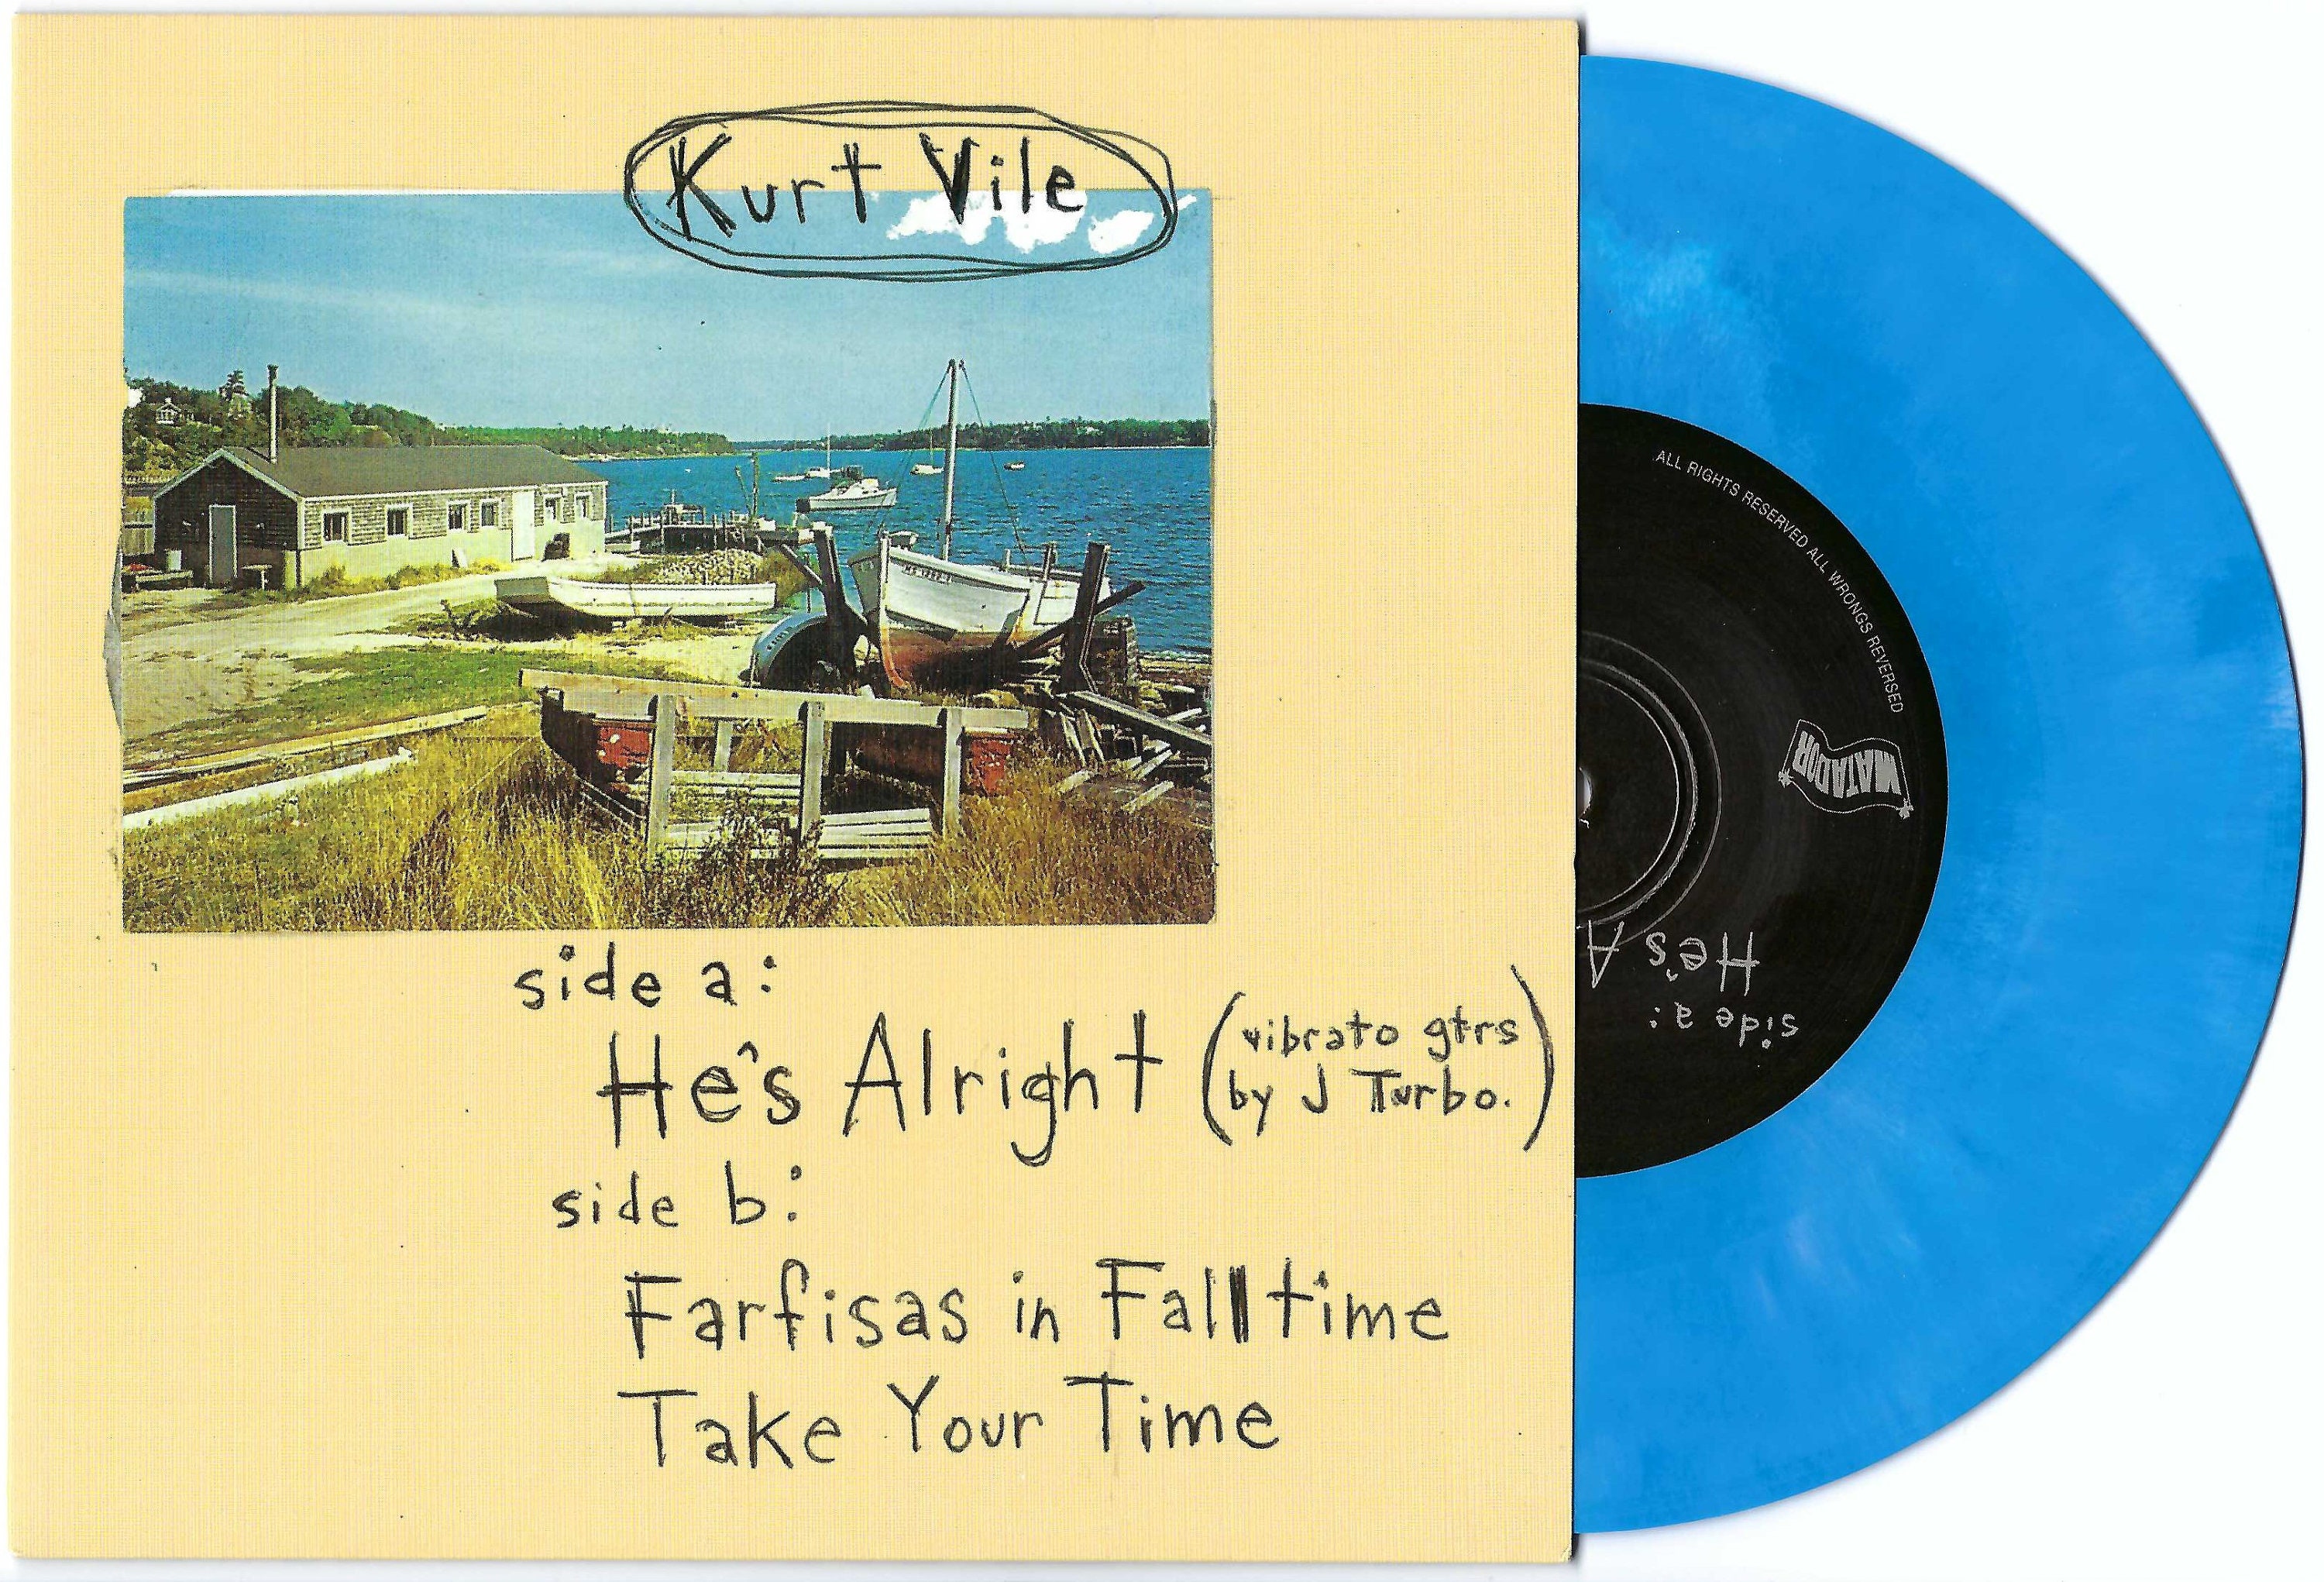 Kurt Vile
side a:
He's Alright (vibrato gtrs
by J Turbo.)
side b:
Farfisas in Falltime
Take Your Time
ALL RIGHTS RESERVED ALL WRONGS REVERSED
MATADOR
side a:
He's A